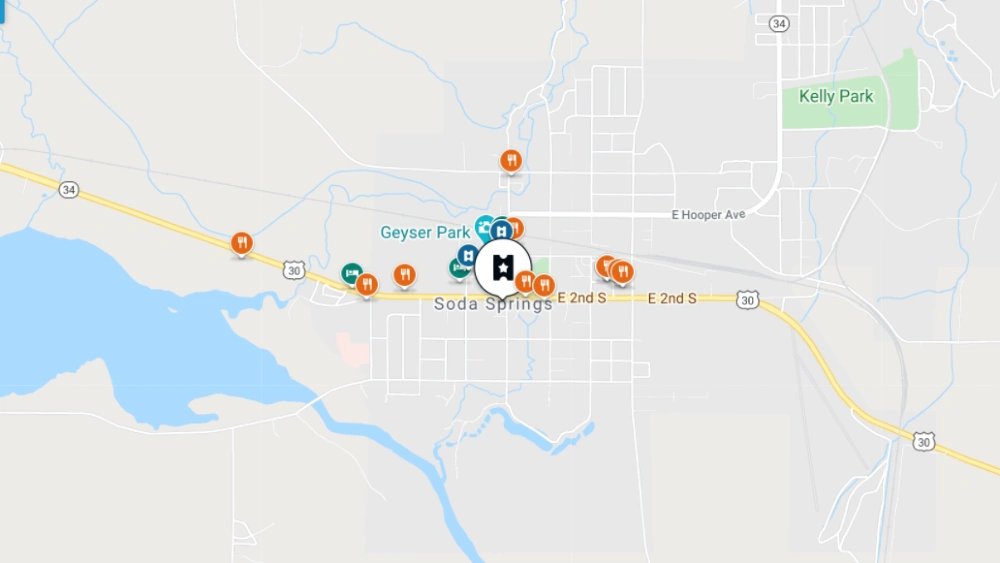 34
Kelly Park
34
E Hooper Ave
Geyser Park
30
E 2nd S
E 2nd S
30
Soda Springs
30